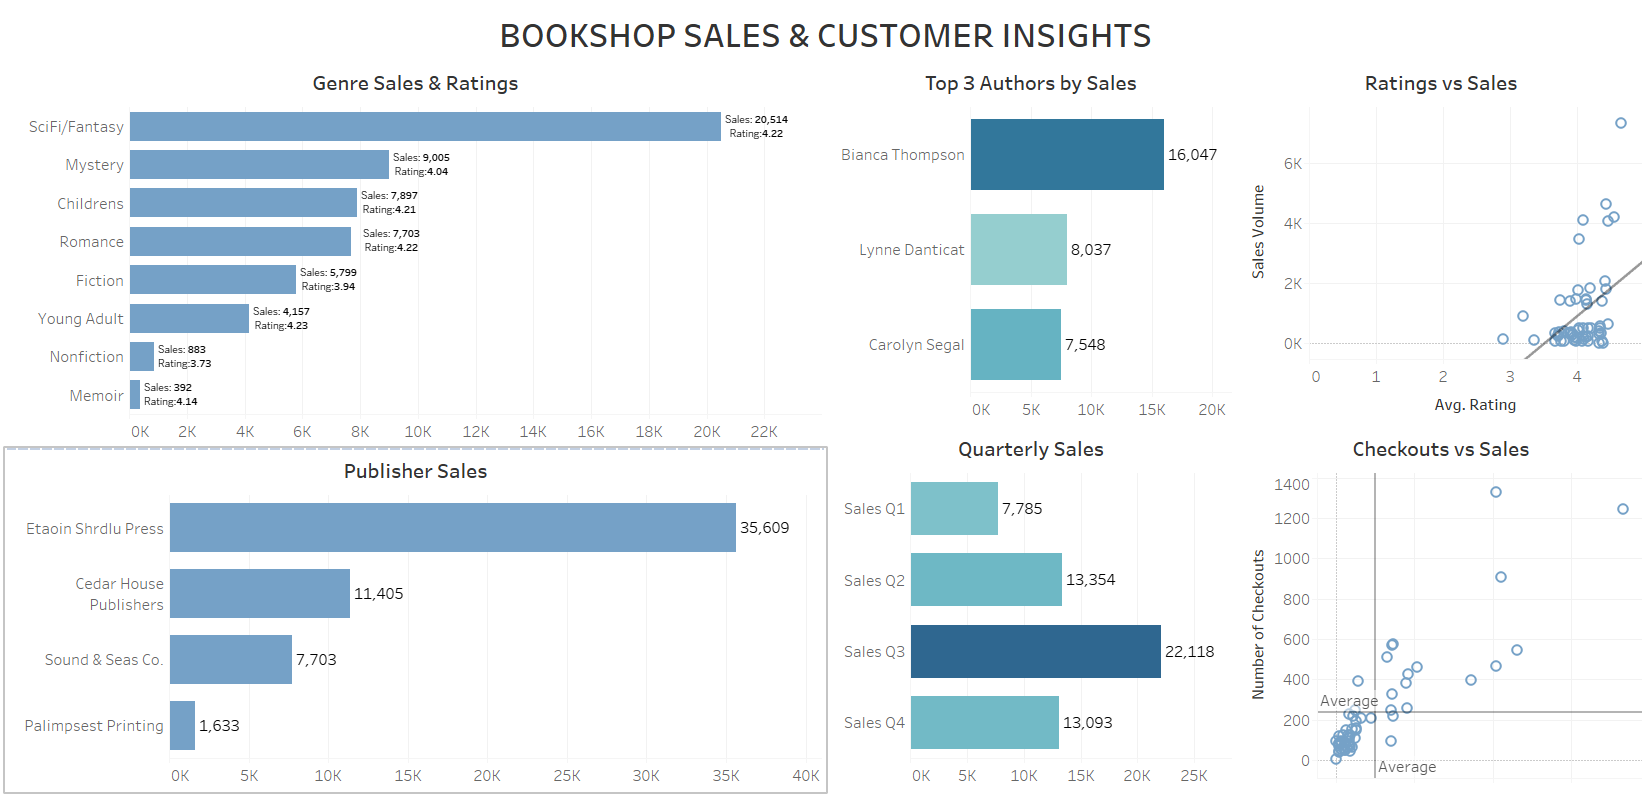 BOOKSHOP SALES & CUSTOMER INSIGHTS
Genre Sales & Ratings
SciFi/Fantasy
Sales: 20,514
Rating:4.22
Mystery
Sales: 9,005
Rating:4.04
Childrens
Sales: 7,897
Rating:4.21
Romance
Sales: 7,703
Rating:4.22
Fiction
Sales: 5,799
Rating:3.94
Young Adult
Sales: 4,157
Rating:4.23
Nonfiction
Sales: 883
Rating:3.73
Memoir
Sales: 392
Rating:4.14
0K 2K 4K 6K 8K 10K 12K 14K 16K 18K 20K 22K
Top 3 Authors by Sales
Bianca Thompson 16,047
Lynne Danticat 8,037
Carolyn Segal 7,548
0K 5K 10K 15K 20K
Ratings vs Sales
Sales Volume
6K
4K
2K
0K
0 1 2 3 4
Avg. Rating
Publisher Sales
Etaoin Shrdlu Press 35,609
Cedar House
Publishers
11,405
Sound & Seas Co. 7,703
Palimpsest Printing 1,633
0K 5K 10K 15K 20K 25K 30K 35K 40K
Quarterly Sales
Sales Q1 7,785
Sales Q2 13,354
Sales Q3 22,118
Sales Q4 13,093
0K 5K 10K 15K 20K 25K
Checkouts vs Sales
Number of Checkouts
1400
1200
1000
800
600
400
200
0
Average
Average